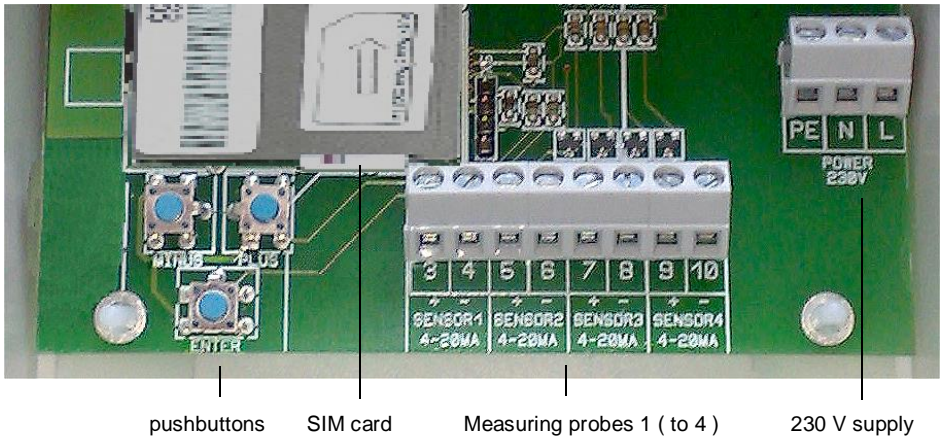 PE N L
POWER
230V
MINUS PLUS
3 4 5 6 7 8 9 10
+ - + - + - + -
SENSOR1 SENSOR2 SENSOR3 SENSOR4
4-20MA 4-20MA 4-20MA 4-20MA
ENTER
pushbuttons SIM card Measuring probes 1 ( to 4 ) 230 V supply